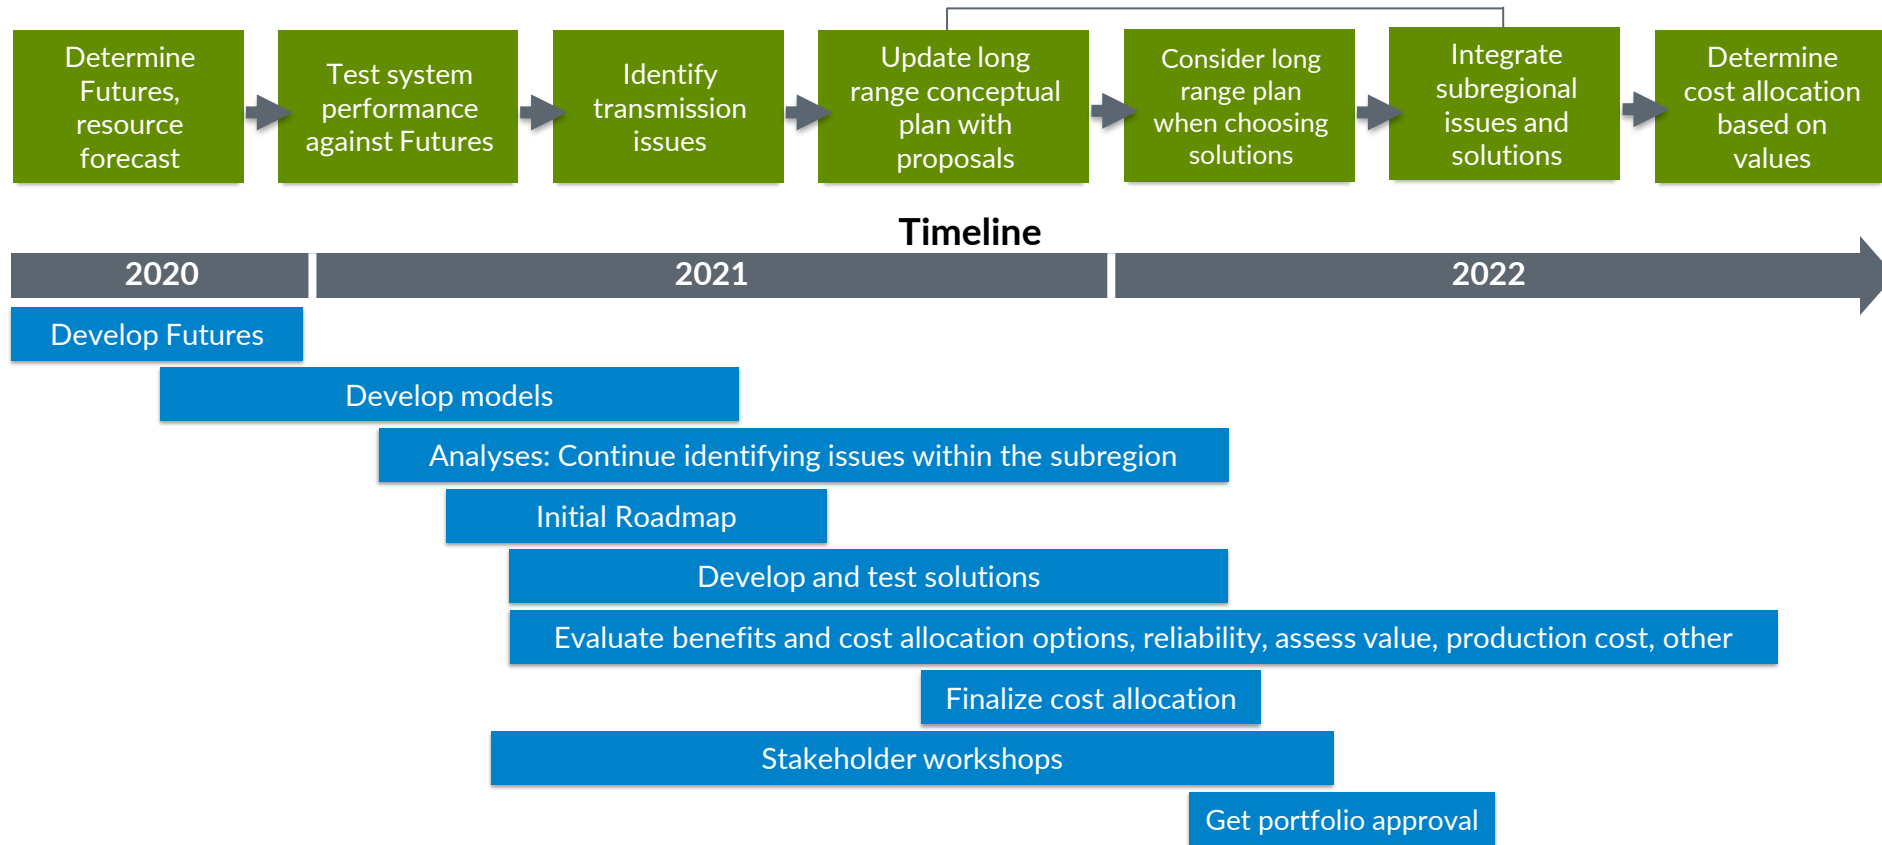 Determine
Futures,
resource
forecast
Test system
performance
against Futures
Identify
transmission
issues
Update long
range conceptual
plan with
proposals
Consider long
range plan
when choosing
solutions
Integrate
subregional
issues and
solutions
Determine
cost allocation
based on
values
Timeline
2020
2021
2022
Develop Futures
Develop models
Analyses: Continue identifying issues within the subregion
Initial Roadmap
Develop and test solutions
Evaluate benefits and cost allocation options, reliability, assess value, production cost, other
Finalize cost allocation
Stakeholder workshops
Get portfolio approval